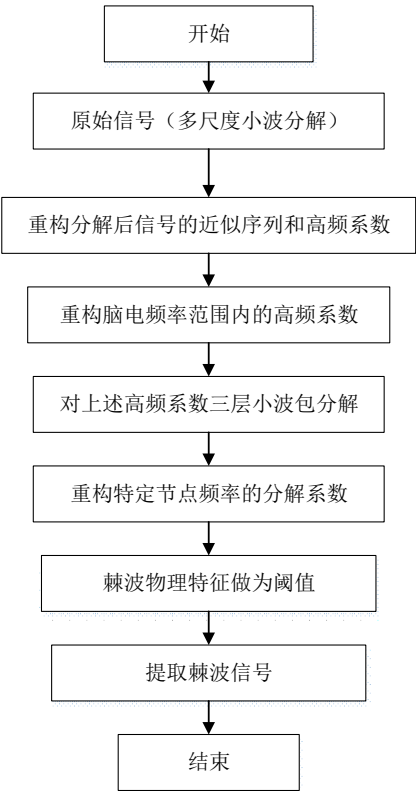 开始
原始信号（多尺度小波分解）
重构分解后信号的近似序列和高频系数
重构脑电频率范围内的高频系数
对上述高频系数三层小波包分解
重构特定节点频率的分解系数
棘波物理特征做为阈值
提取棘波信号
结束